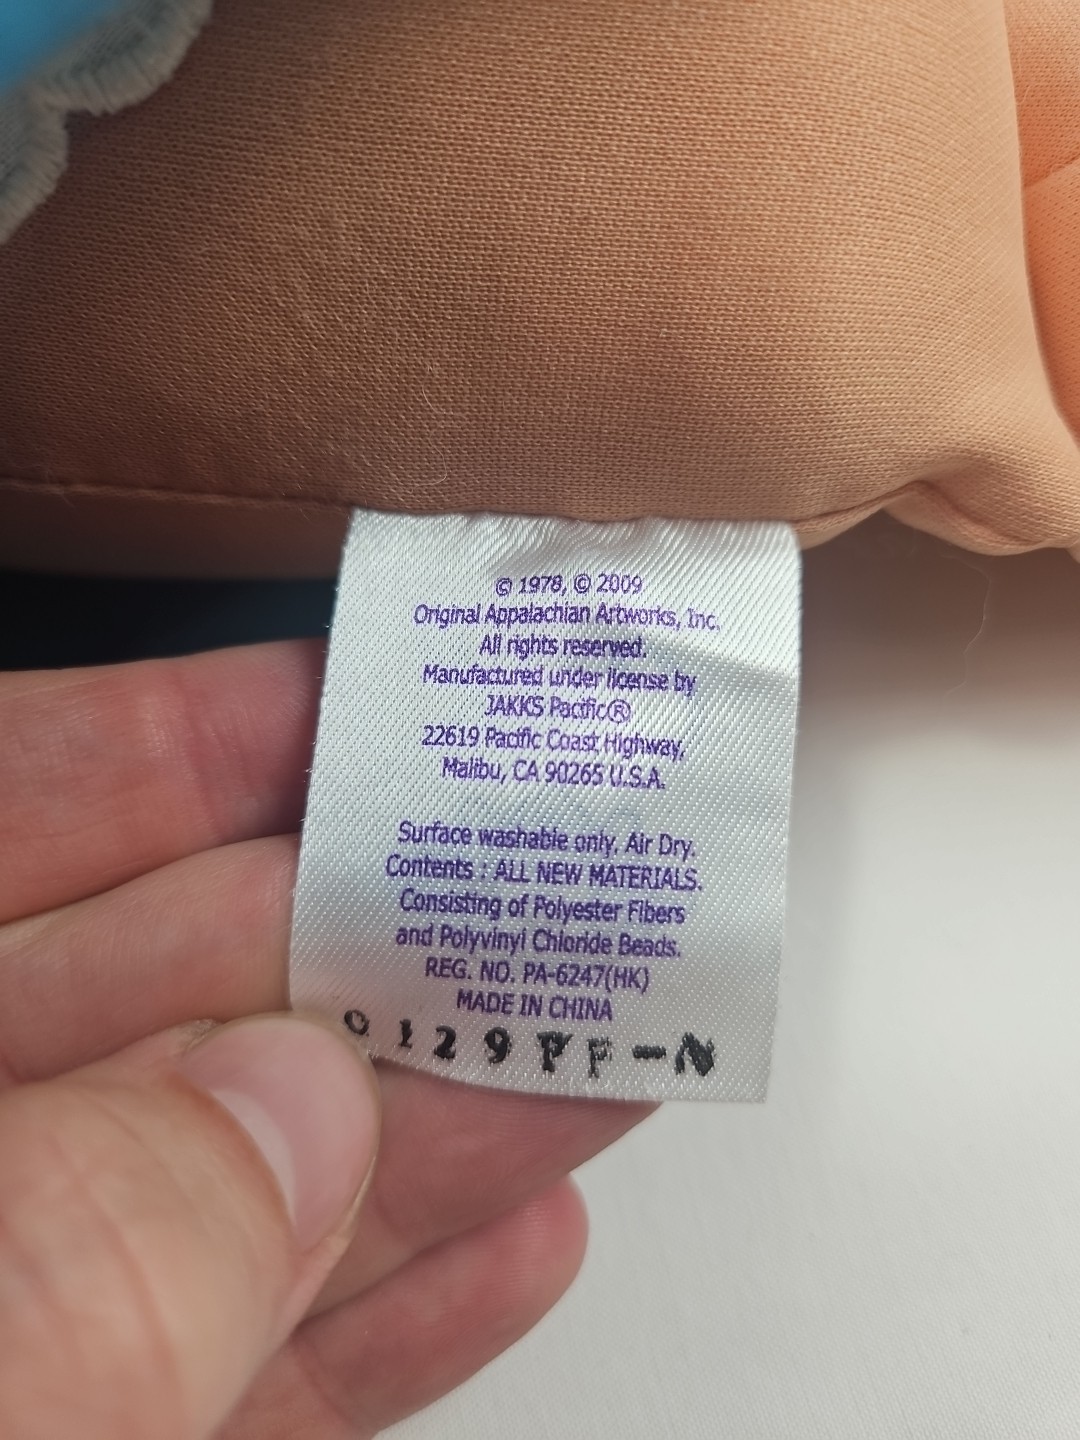 © 1978, © 2009
Original Appalachian Artworks, Inc.
All rights reserved.
Manufactured under license by
JAKKS Pacific®
22619 Pacific Coast Highway,
Malibu, CA 90265 U.S.A.
Surface washable only, Air Dry.
Contents : ALL NEW MATERIALS.
Consisting of Polyester Fibers
and Polyvinyl Chloride Beads.
REG. NO. PA-6247(HK)
MADE IN CHINA
0129PF-N